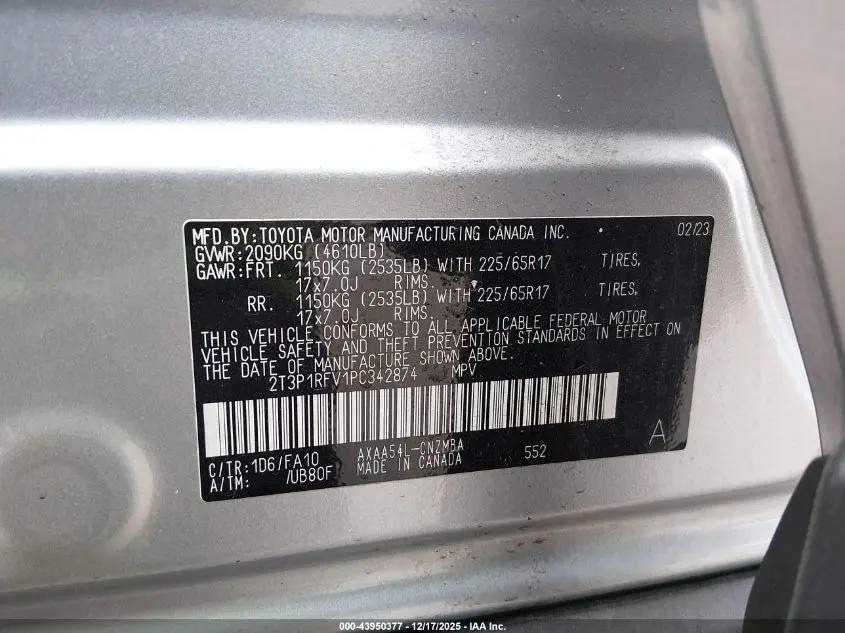 MFD.BY:TOYOTA MOTOR MANUFACTURING CANADA INC. 02/23
GVWR:2090KG (4610LB)
GAWR:FRT. 1150KG (2535LB) WITH 225/65R17 TIRES,
17x7.0J RIMS.
RR. 1150KG (2535LB) WITH 225/65R17 TIRES,
17x7.0J RIMS.
THIS VEHICLE CONFORMS TO ALL APPLICABLE FEDERAL MOTOR
VEHICLE SAFETY AND THEFT PREVENTION STANDARDS IN EFFECT ON
THE DATE OF MANUFACTURE SHOWN ABOVE.
2T3P1RFV1PC342874 MPV
A
C/TR:1D6/FA10 AXAA54L-CNZMBA 552
A/TM: /UB80F MADE IN CANADA
000-43950377 - 12/17/2025 - IAA Inc.